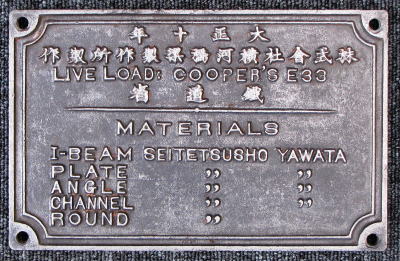 大正十年
株式會社橫河橋梁製作所製作
LIVE LOAD: COOPER'S E33
鐵道省
MATERIALS
I-BEAM SEITETSUSHO YAWATA
PLATE 〃 〃
ANGLE 〃 〃
CHANNEL 〃 〃
ROUND 〃